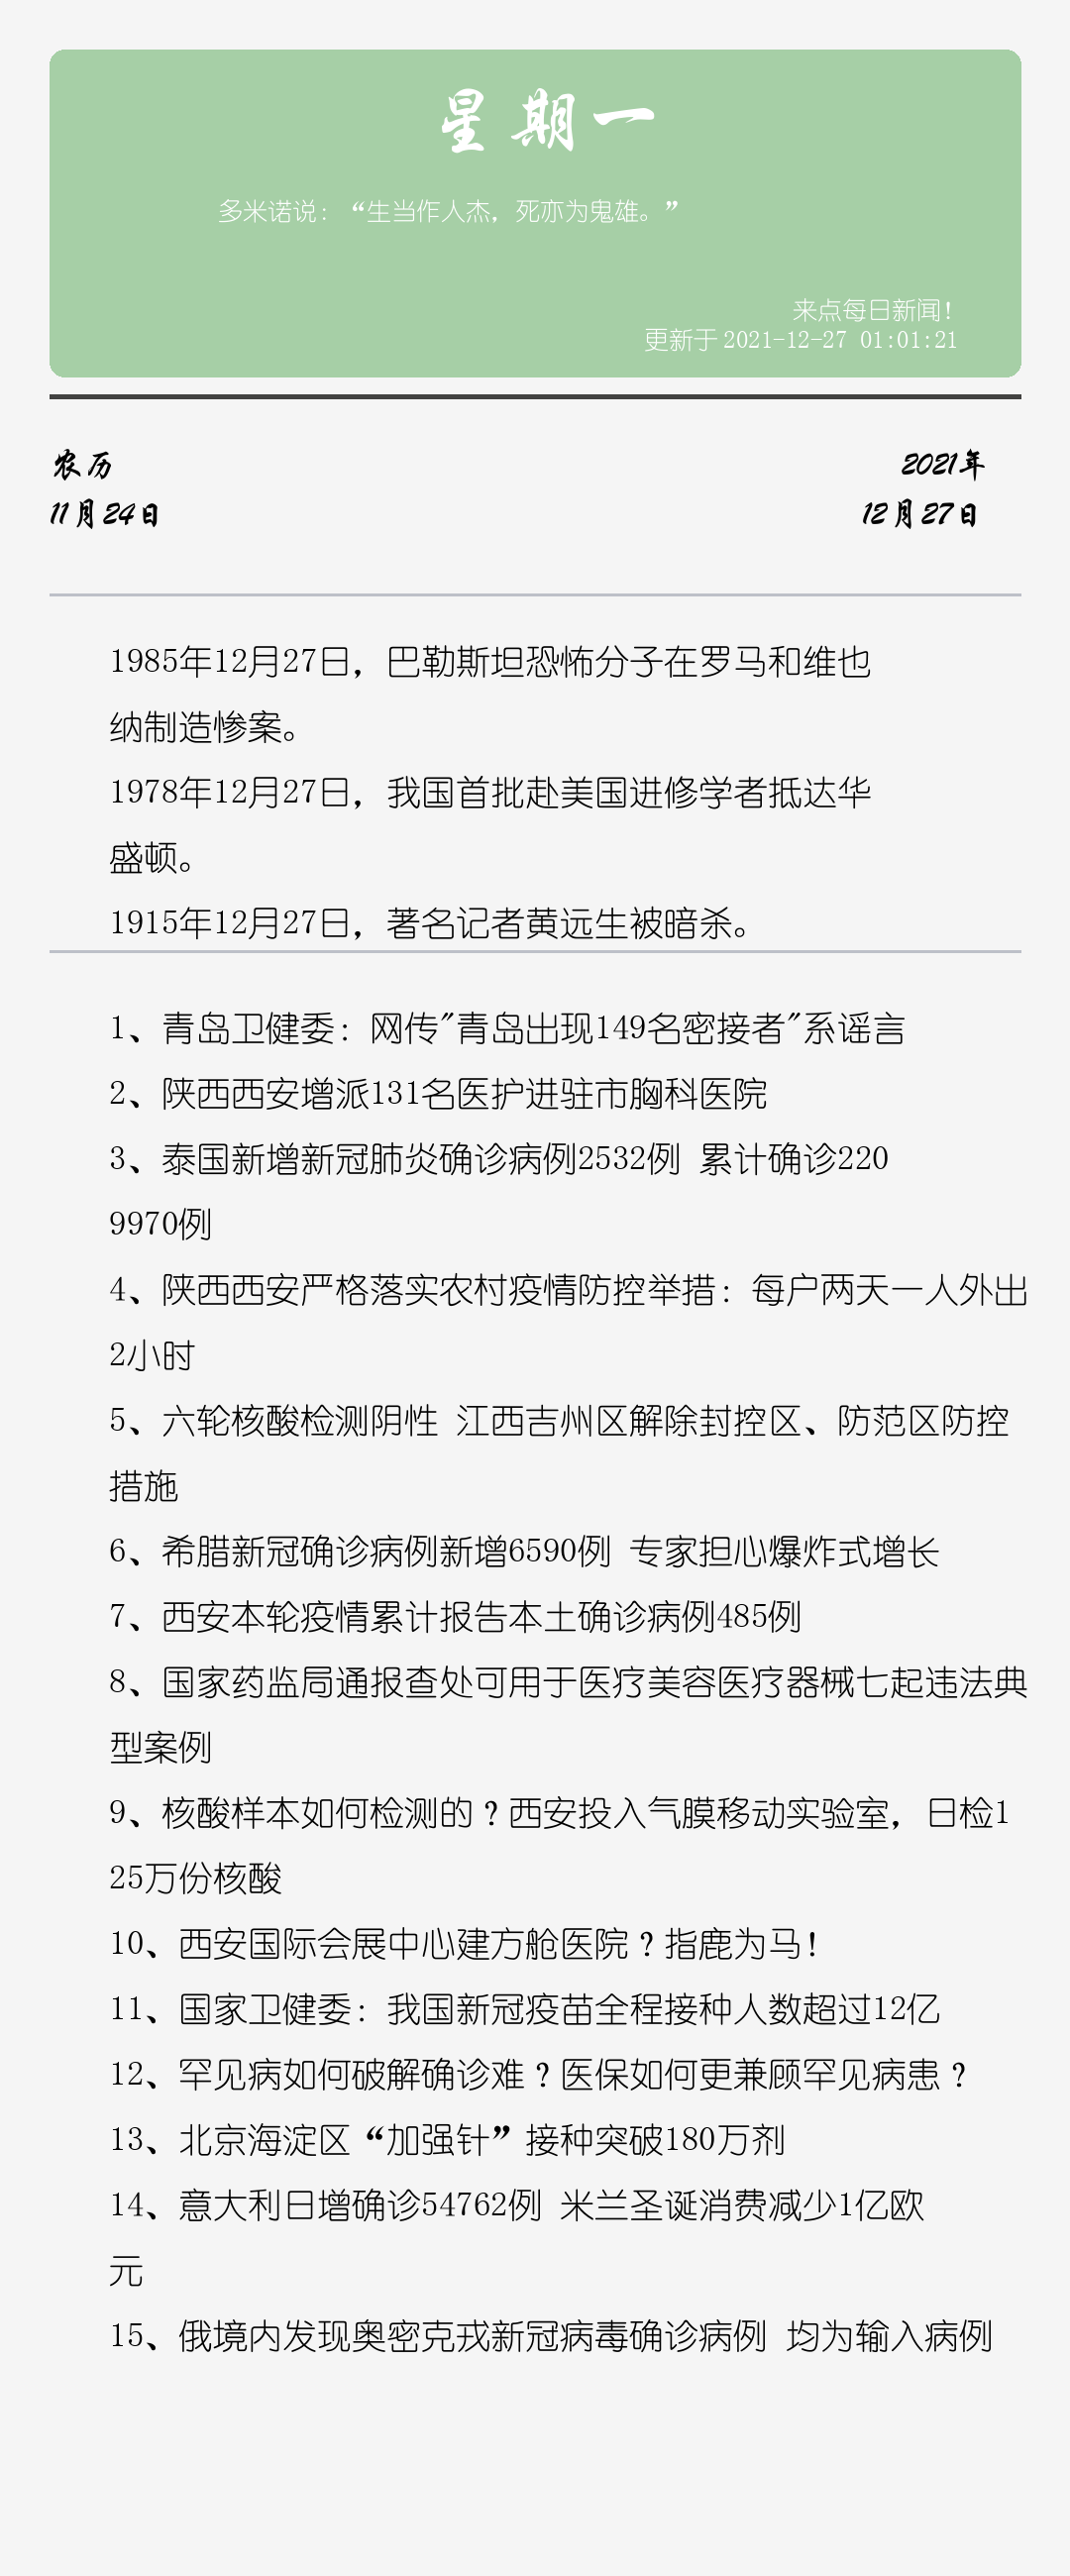 星期一
多米诺说：“生当作人杰，死亦为鬼雄。”
来点每日新闻！
更新于 2021-12-27 01:01:21
农历
2021年
11月24日
12月27日
1985年12月27日，巴勒斯坦恐怖分子在罗马和维也
纳制造惨案。
1978年12月27日，我国首批赴美国进修学者抵达华
盛顿。
1915年12月27日，著名记者黄远生被暗杀。
1、青岛卫健委：网传"青岛出现149名密接者"系谣言
2、陕西西安增派131名医护进驻市胸科医院
3、泰国新增新冠肺炎确诊病例2532例 累计确诊220
9970例
4、陕西西安严格落实农村疫情防控举措：每户两天一人外出
2小时
5、六轮核酸检测阴性 江西吉州区解除封控区、防范区防控
措施
6、希腊新冠确诊病例新增6590例 专家担心爆炸式增长
7、西安本轮疫情累计报告本土确诊病例485例
8、国家药监局通报查处可用于医疗美容医疗器械七起违法典
型案例
9、核酸样本如何检测的？西安投入气膜移动实验室，日检1
25万份核酸
10、西安国际会展中心建方舱医院？指鹿为马！
11、国家卫健委：我国新冠疫苗全程接种人数超过12亿
12、罕见病如何破解确诊难？医保如何更兼顾罕见病患？
13、北京海淀区“加强针”接种突破180万剂
14、意大利日增确诊54762例 米兰圣诞消费减少1亿欧
元
15、俄境内发现奥密克戎新冠病毒确诊病例 均为输入病例